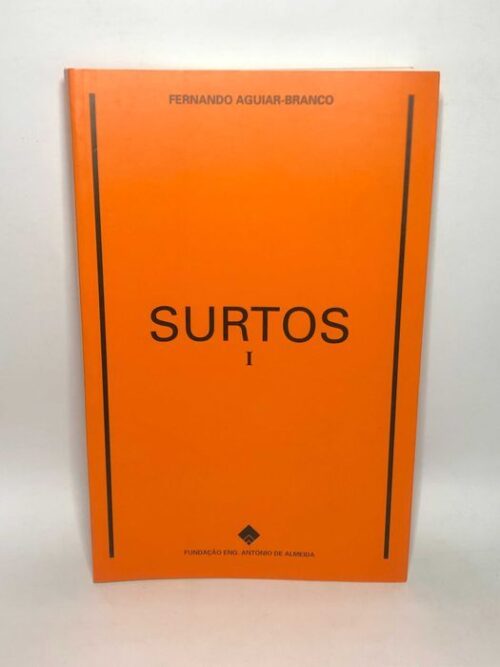 FERNANDO AGUIAR-BRANCO
SURTOS
I
FUNDAÇÃO ENG. ANTÓNIO DE ALMEIDA